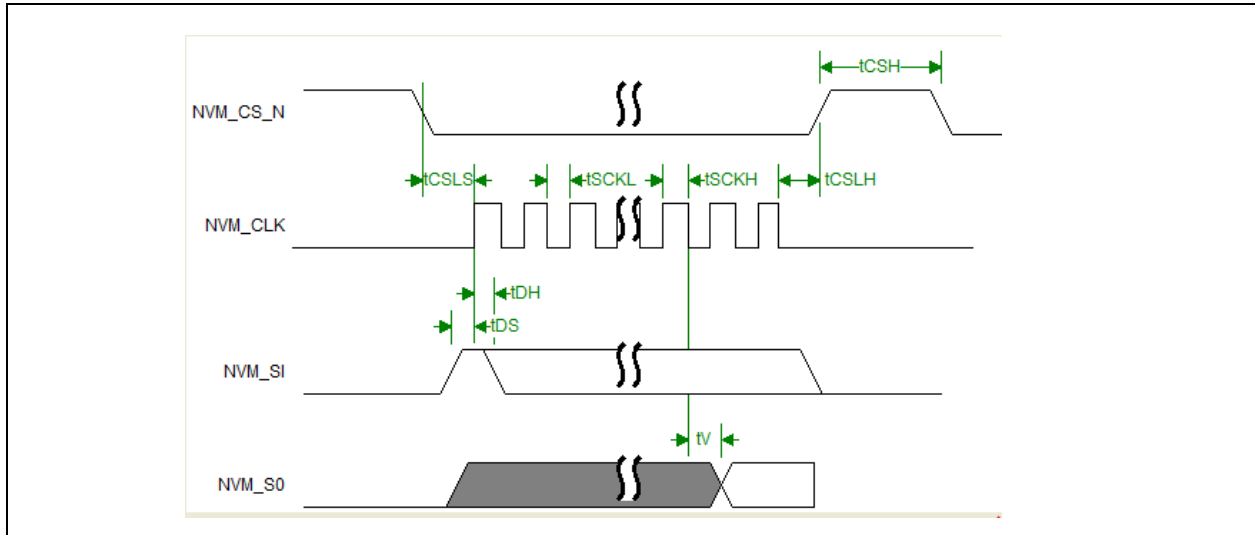 tCSH
NVM_CS_N
tCSLS
tSCKL
tSCKH
tCSLH
NVM_CLK
tDH
tDS
NVM_SI
tV
NVM_S0